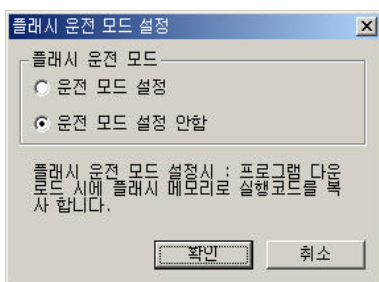 플래시 운전 모드 설정
플래시 운전 모드
운전 모드 설정
운전 모드 설정 안함
플래시 운전 모드 설정시 : 프로그램 다운
로드 시에 플래시 메모리로 실행코드를 복
사 합니다.
확인
취소